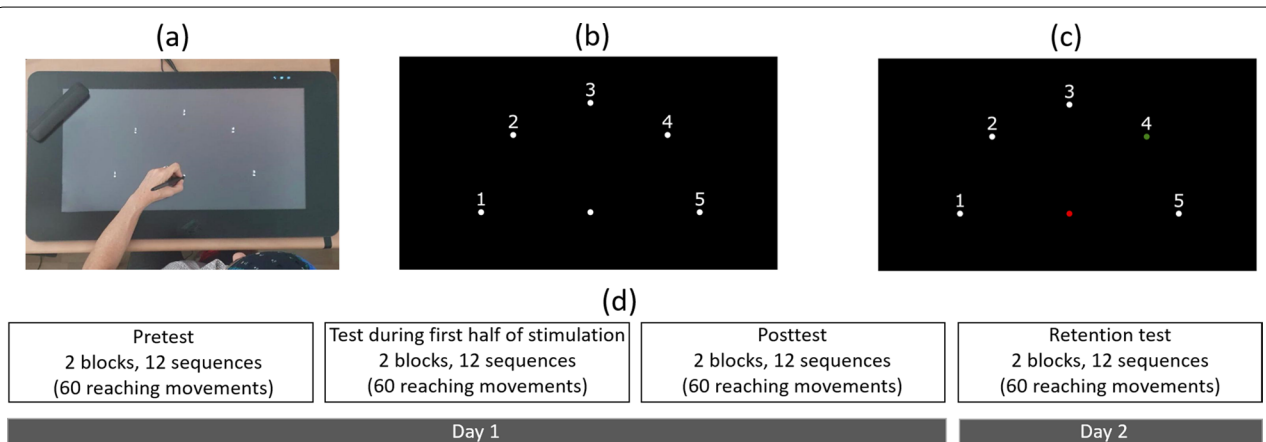 (a)
(b)
(c)
3
2
4
1
5
3
2
4
1
5
(d)
Pretest
2 blocks, 12 sequences
(60 reaching movements)
Test during first half of stimulation
2 blocks, 12 sequences
(60 reaching movements)
Posttest
2 blocks, 12 sequences
(60 reaching movements)
Retention test
2 blocks, 12 sequences
(60 reaching movements)
Day 1
Day 2